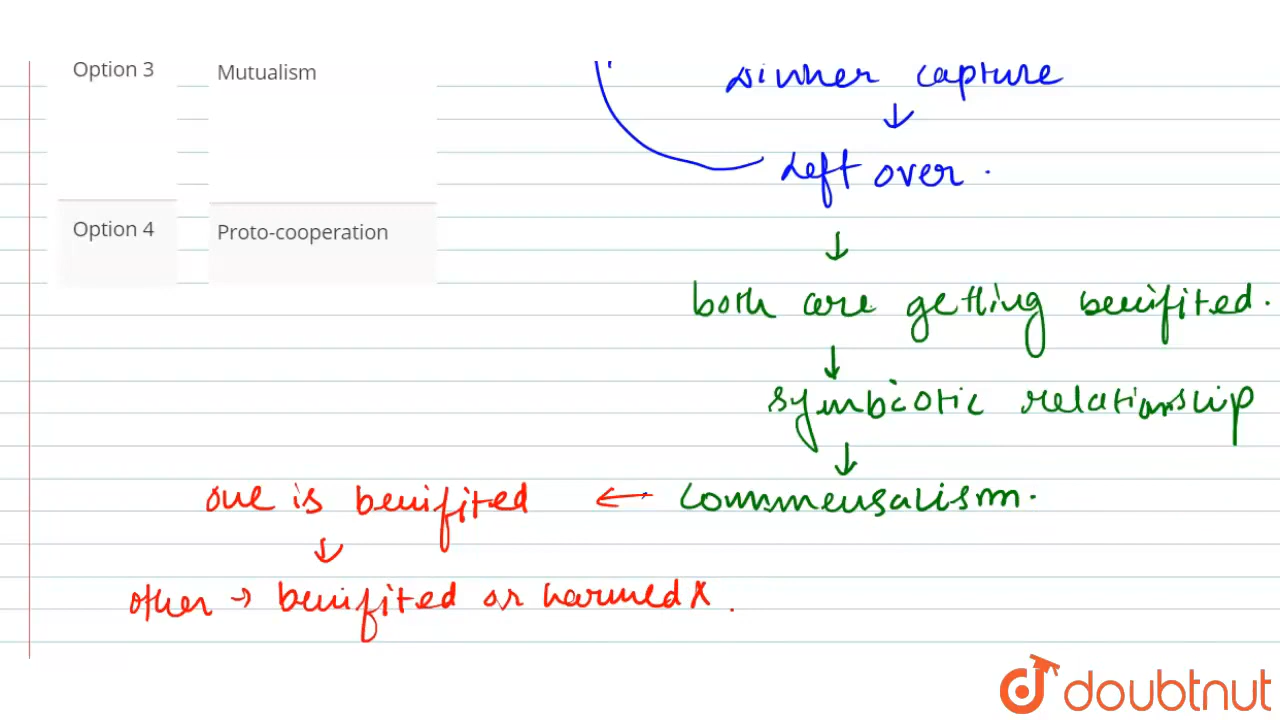 Option 3 Mutualism
Dinner capture
↓
Left over.
Option 4 Proto-cooperation
↓
both are getting benifited.
↓
symbiotic relationship
↓
one is benifited ← Commensalism.
↓
other → benifited or harmed X.
doubtnut